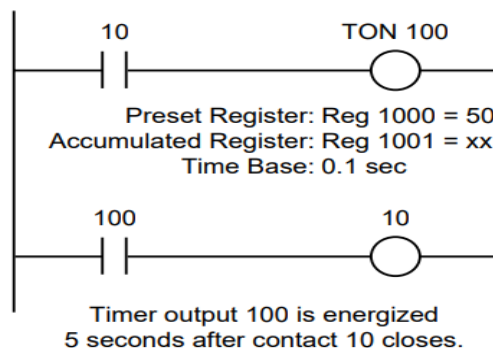 10 TON 100
Preset Register: Reg 1000 = 50
Accumulated Register: Reg 1001 = xx
Time Base: 0.1 sec
100 10
Timer output 100 is energized
5 seconds after contact 10 closes.